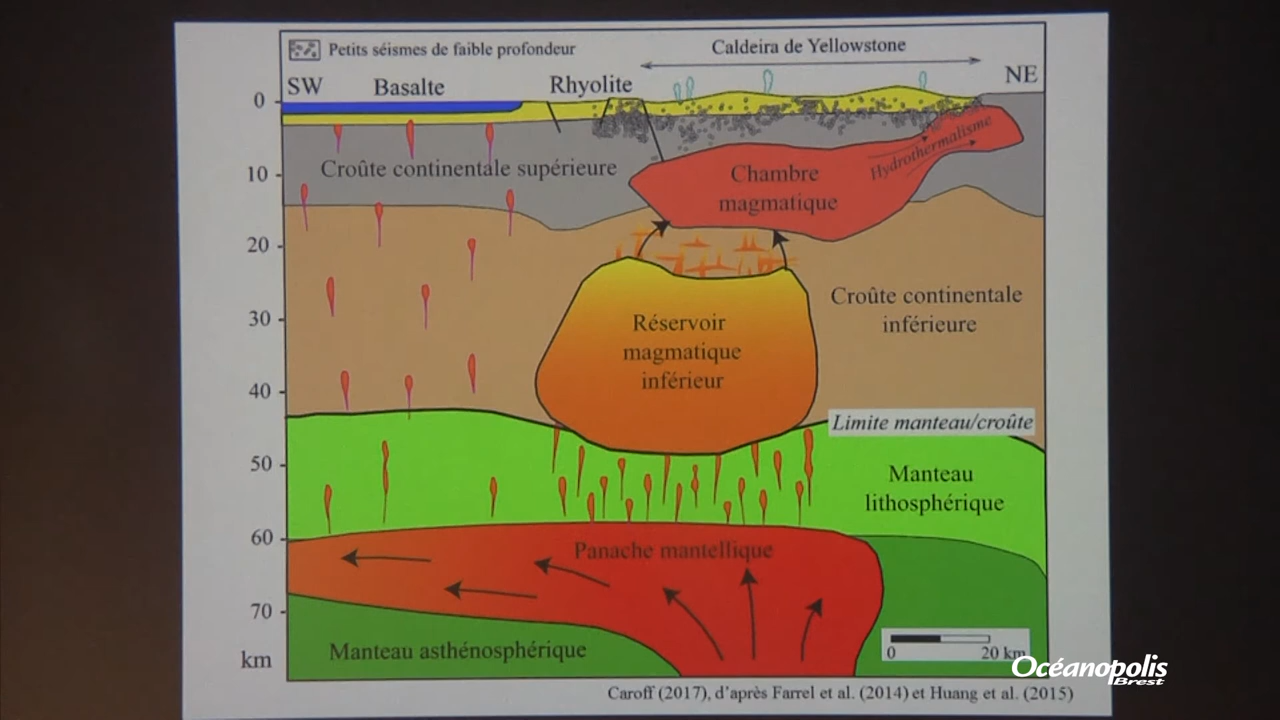 Petits séismes de faible profondeur
Caldeira de Yellowstone
SW
Basalte
Rhyolite
NE
0
10
20
30
40
50
60
70
km
Croûte continentale supérieure
Chambre
magmatique
Hydrothermalisme
Réservoir
magmatique
inférieur
Croûte continentale
inférieure
Limite manteau/croûte
Manteau
lithosphérique
Panache mantellique
Manteau asthénosphérique
0
20 km
Caroff (2017), d'après Farrel et al. (2014) et Huang et al. (2015)
Océanopolis
Brest